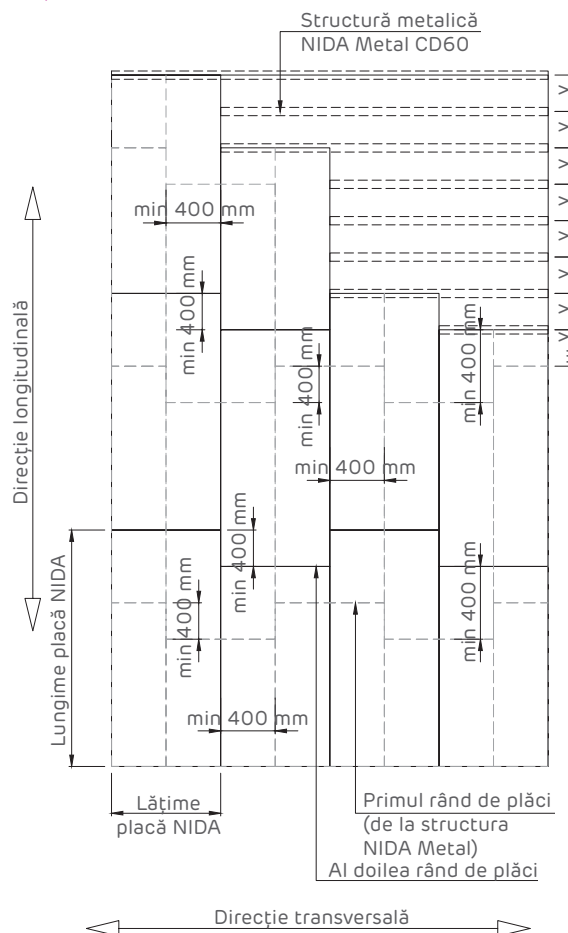 Structură metalică
NIDA Metal CD60
min 400 mm
min 400 mm
min 400 mm
min 400 mm
Direcție longitudinală
min 400 mm
min 400 mm
min 400 mm
min 400 mm
Lungime placă NIDA
min 400 mm
Lățime
placă NIDA
Primul rând de plăci
(de la structura
NIDA Metal)
Al doilea rând de plăci
Direcție transversală